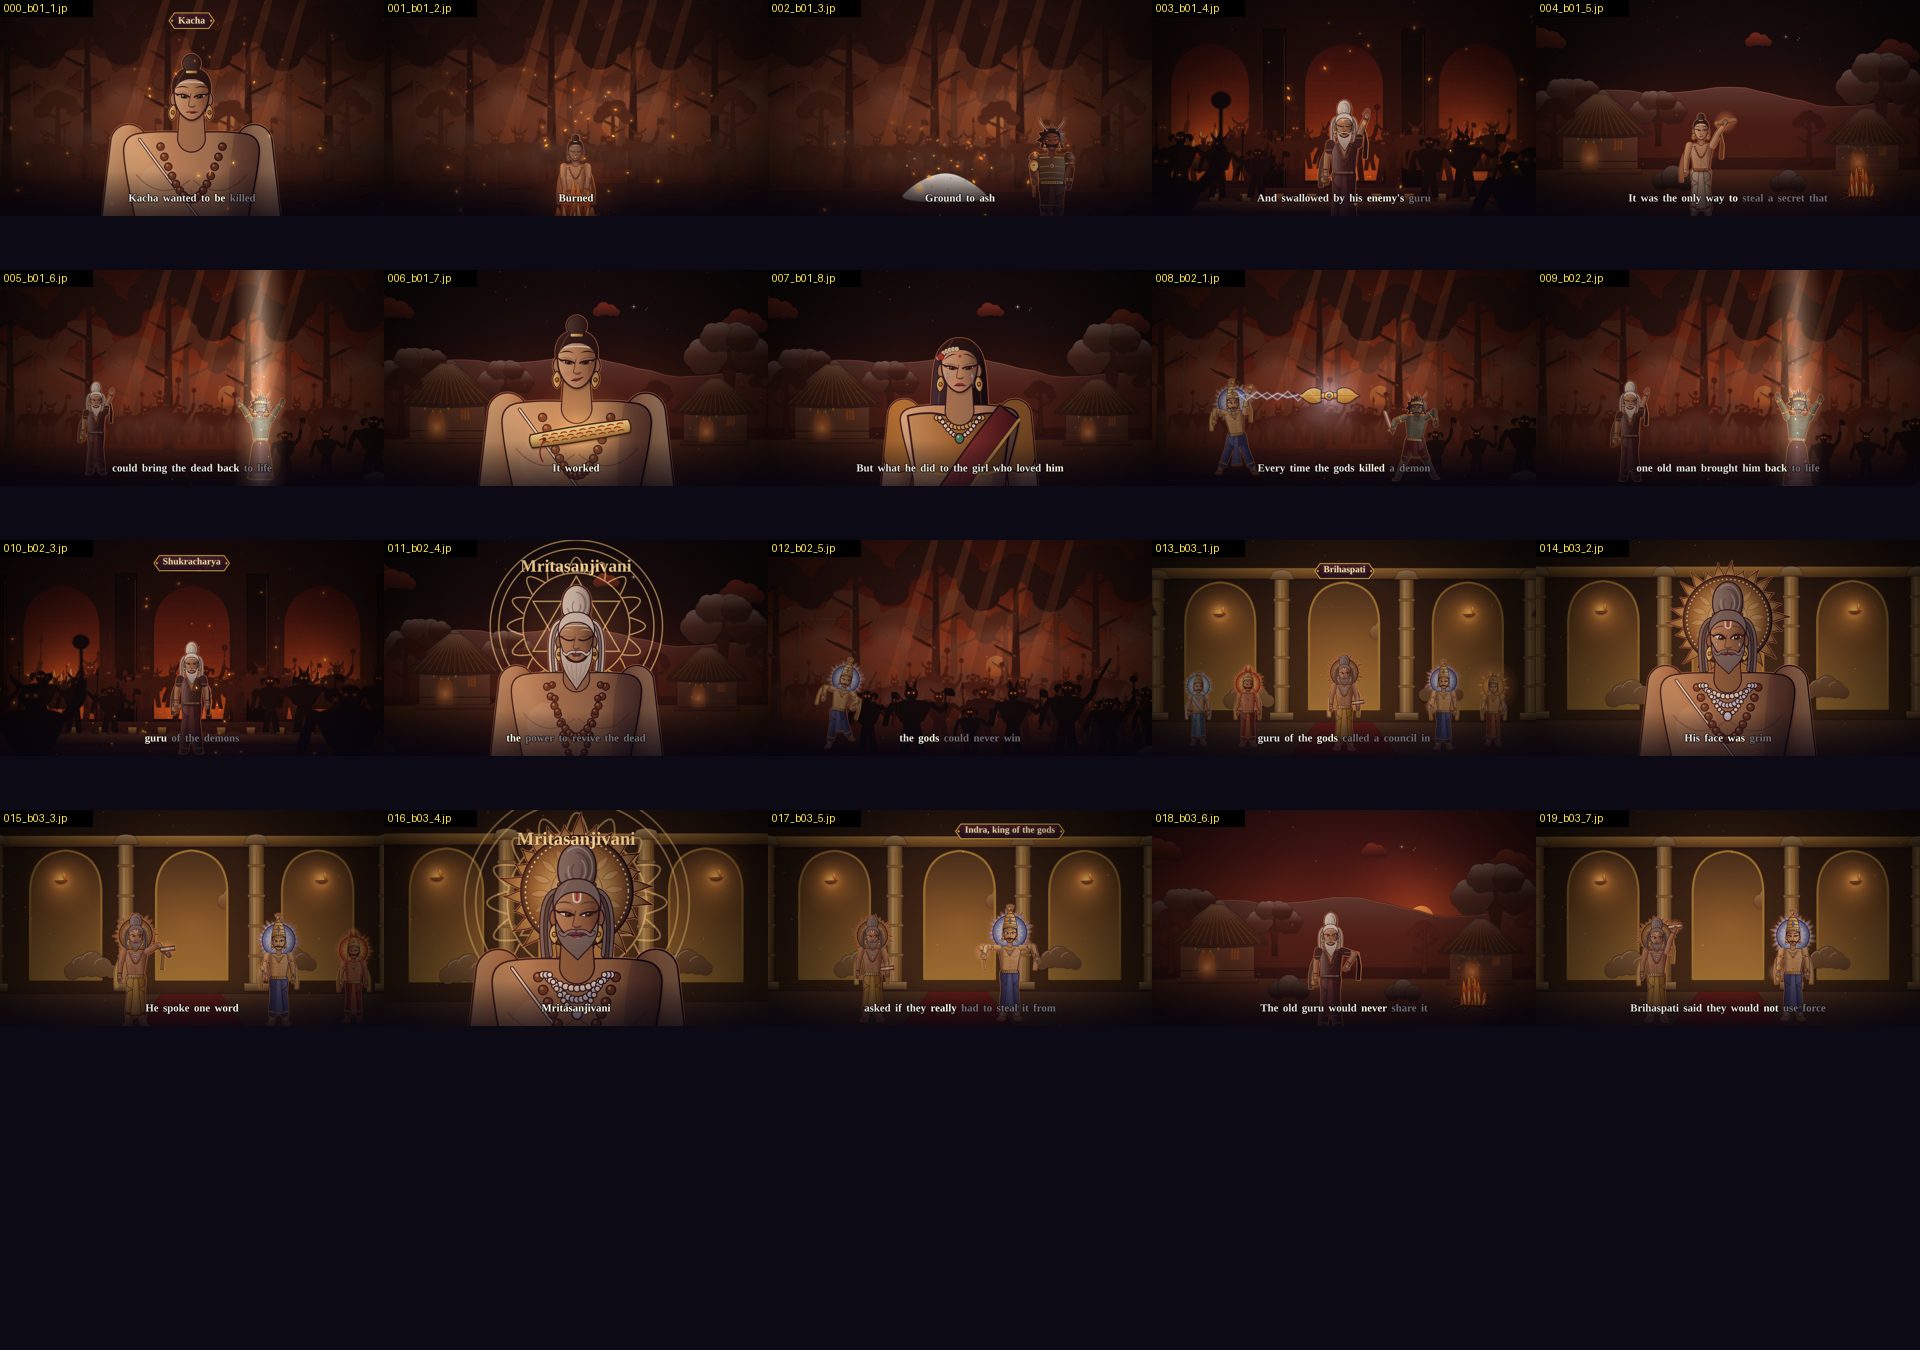 000_b01_1.jp
Kacha
Kacha wanted to be killed
001_b01_2.jp
Burned
002_b01_3.jp
Ground to ash
003_b01_4.jp
And swallowed by his enemy's guru
004_b01_5.jp
It was the only way to steal a secret that
005_b01_6.jp
could bring the dead back to life
006_b01_7.jp
It worked
007_b01_8.jp
But what he did to the girl who loved him
008_b02_1.jp
Every time the gods killed a demon
009_b02_2.jp
one old man brought him back to life
010_b02_3.jp
Shukracharya
guru of the demons
011_b02_4.jp
Mritasanjivani
the power to revive the dead
012_b02_5.jp
the gods could never win
013_b03_1.jp
Brihaspati
guru of the gods called a council in
014_b03_2.jp
His face was grim
015_b03_3.jp
He spoke one word
016_b03_4.jp
Mritasanjivani
Mritasanjivani
017_b03_5.jp
Indra, king of the gods
asked if they really had to steal it from
018_b03_6.jp
The old guru would never share it
019_b03_7.jp
Brihaspati said they would not use force